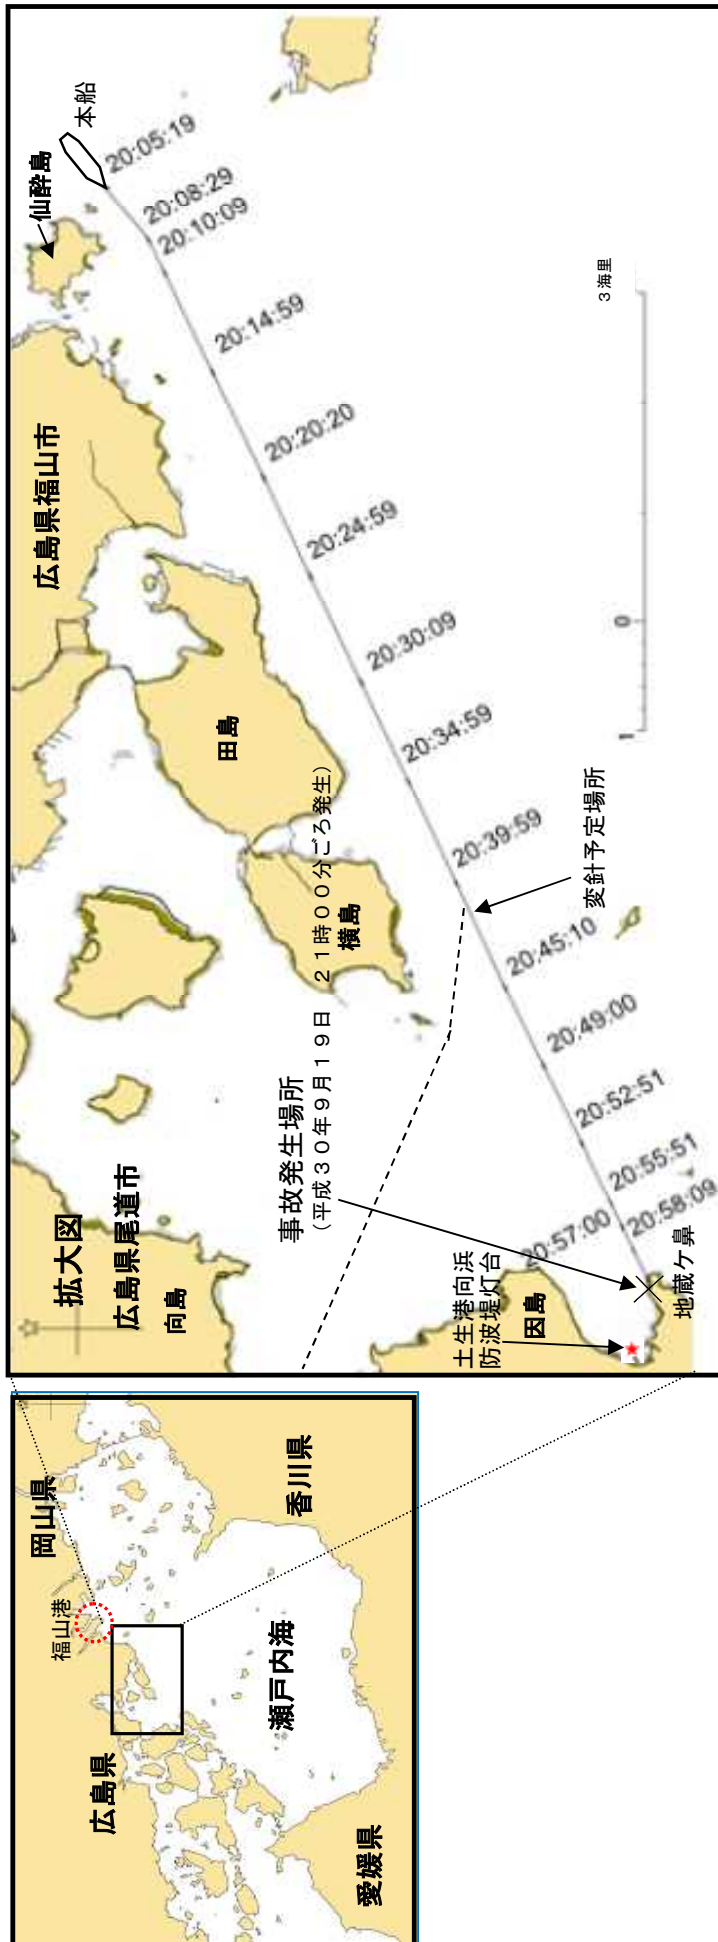 拡大図
広島県尾道市
向島
広島県福山市
仙酔島
本船
田島
横島
事故発生場所
（平成３０年９月１９日　２１時００分ごろ発生）
20:05:19
20:08:29
20:10:09
20:14:59
20:20:20
20:24:59
20:30:09
20:34:59
20:39:59
20:45:10
20:49:00
20:52:51
20:55:51
20:57:00
20:58:09
変針予定場所
土生港向浜
防波堤灯台
因島
地蔵ケ鼻
1
0
３海里
岡山県
福山港
広島県
香川県
瀬戸内海
愛媛県